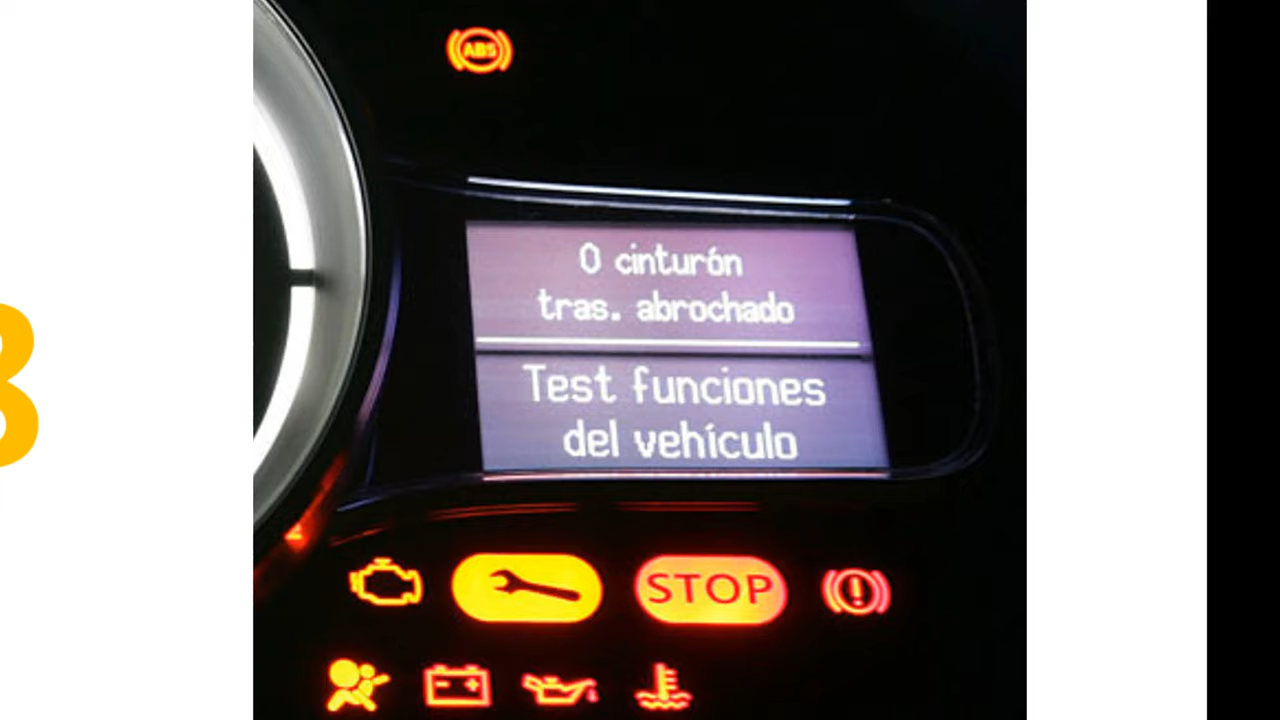 ABS
0 cinturón
tras. abrochado
Test funciones
del vehículo
STOP